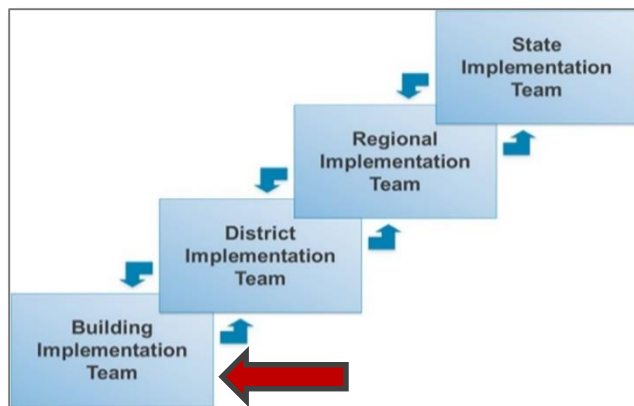 State
Implementation
Team
Regional
Implementation
Team
District
Implementation
Team
Building
Implementation
Team